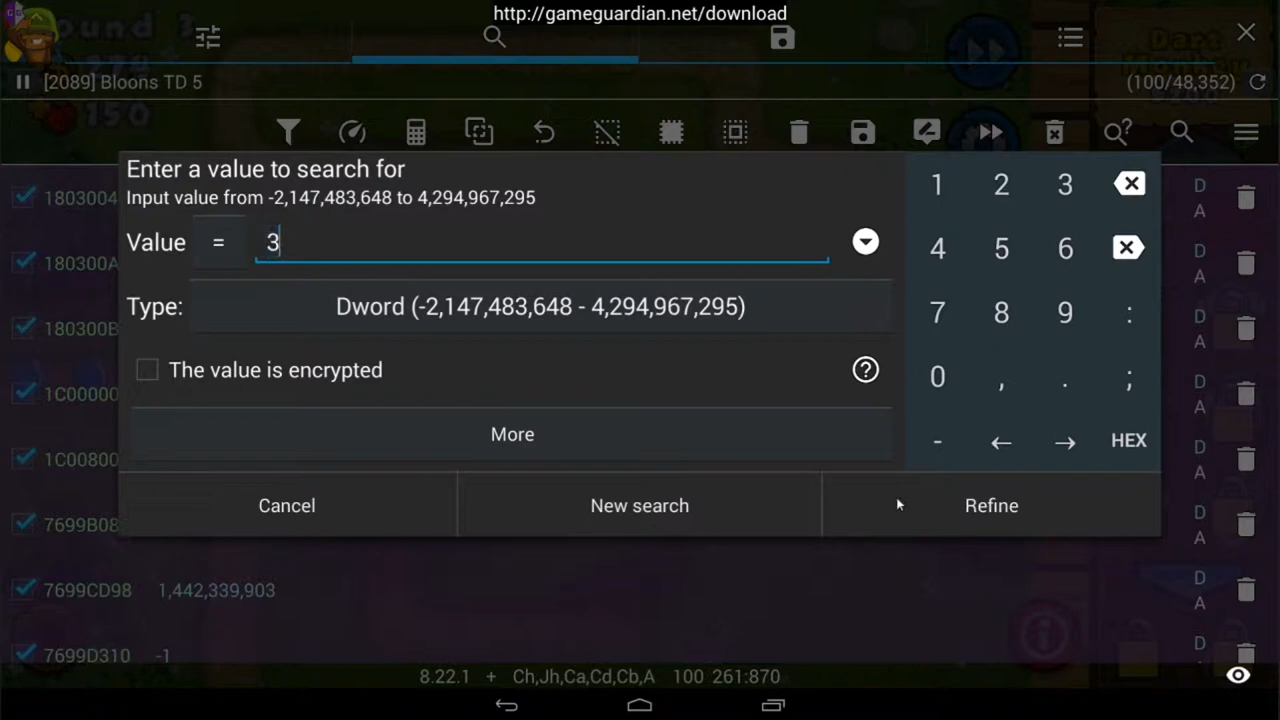 http://gameguardian.net/download
ound 3
[2089] Bloons TD 5
(100/48,352)
150
Dart
Enter a value to search for
Input value from -2,147,483,648 to 4,294,967,295
Value = 3
Type: Dword (-2,147,483,648 - 4,294,967,295)
The value is encrypted
More
Cancel New search Refine
1 2 3
4 5 6
7 8 9 :
0 , . ;
- ← → HEX
1803004 D
A
180300A D
A
180300B D
A
1C00000 D
A
1C00800 D
A
7699B08 D
A
7699CD98 1,442,339,903 D
A
7699D310 -1 D
8.22.1 + Ch,Jh,Ca,Cd,Cb,A 100 261:870